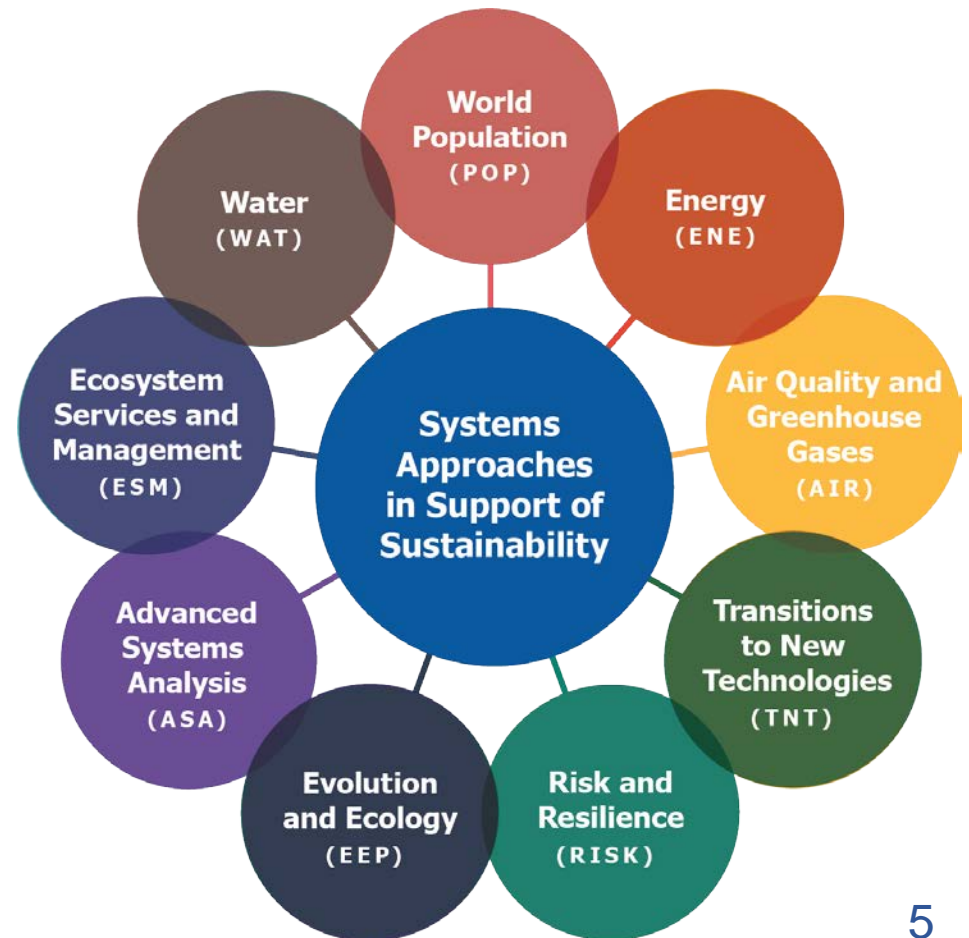 World
Population
(POP)
Energy
(ENE)
Air Quality and
Greenhouse
Gases
(AIR)
Transitions
to New
Technologies
(TNT)
Risk and
Resilience
(RISK)
Evolution
and Ecology
(EEP)
Advanced
Systems
Analysis
(ASA)
Ecosystem
Services and
Management
(ESM)
Water
(WAT)
Systems
Approaches
in Support of
Sustainability
5